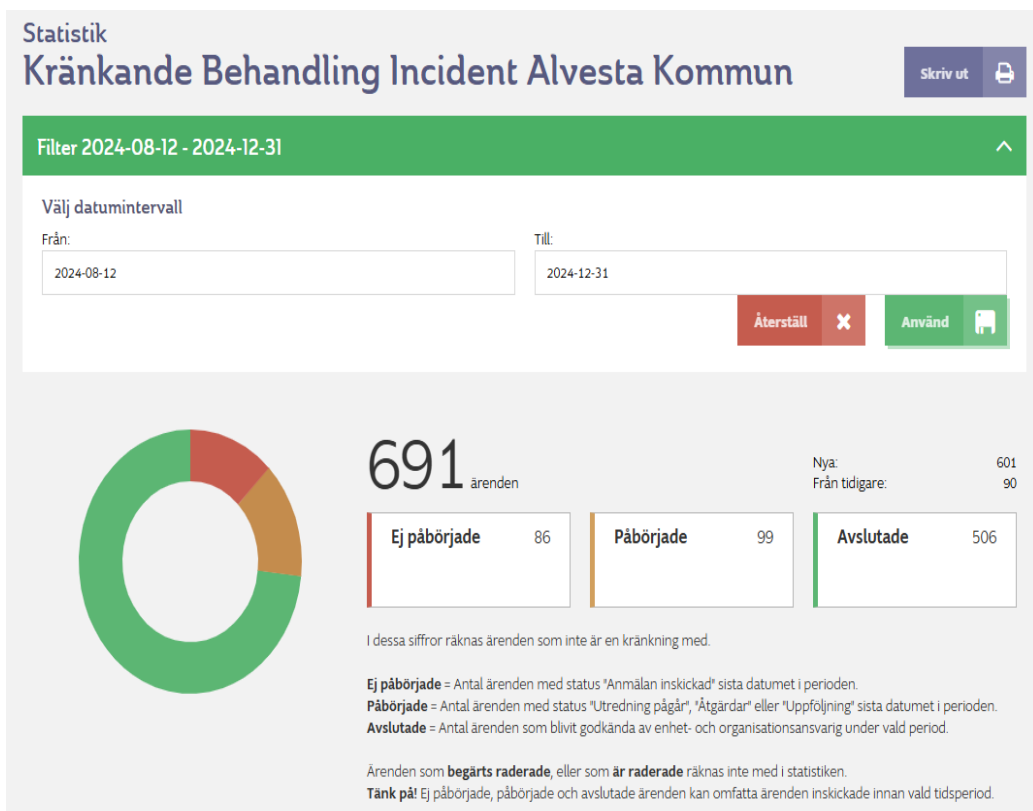 Statistik
Kränkande Behandling Incident Alvesta Kommun
Skriv ut
Filter 2024-08-12 - 2024-12-31
Välj datumintervall
Från:
Till:
2024-08-12
2024-12-31
Återställ
Använd
691 ärenden
Nya: 601
Från tidigare: 90
Ej påbörjade 86
Påbörjade 99
Avslutade 506
I dessa siffror räknas ärenden som inte är en kränkning med.
Ej påbörjade = Antal ärenden med status "Anmälan inskickad" sista datumet i perioden.
Påbörjade = Antal ärenden med status "Utredning pågår", "Åtgärdar" eller "Uppföljning" sista datumet i perioden.
Avslutade = Antal ärenden som blivit godkända av enhet- och organisationsansvarig under vald period.
Ärenden som begärts raderade, eller som är raderade räknas inte med i statistiken.
Tänk på! Ej påbörjade, påbörjade och avslutade ärenden kan omfatta ärenden inskickade innan vald tidsperiod.